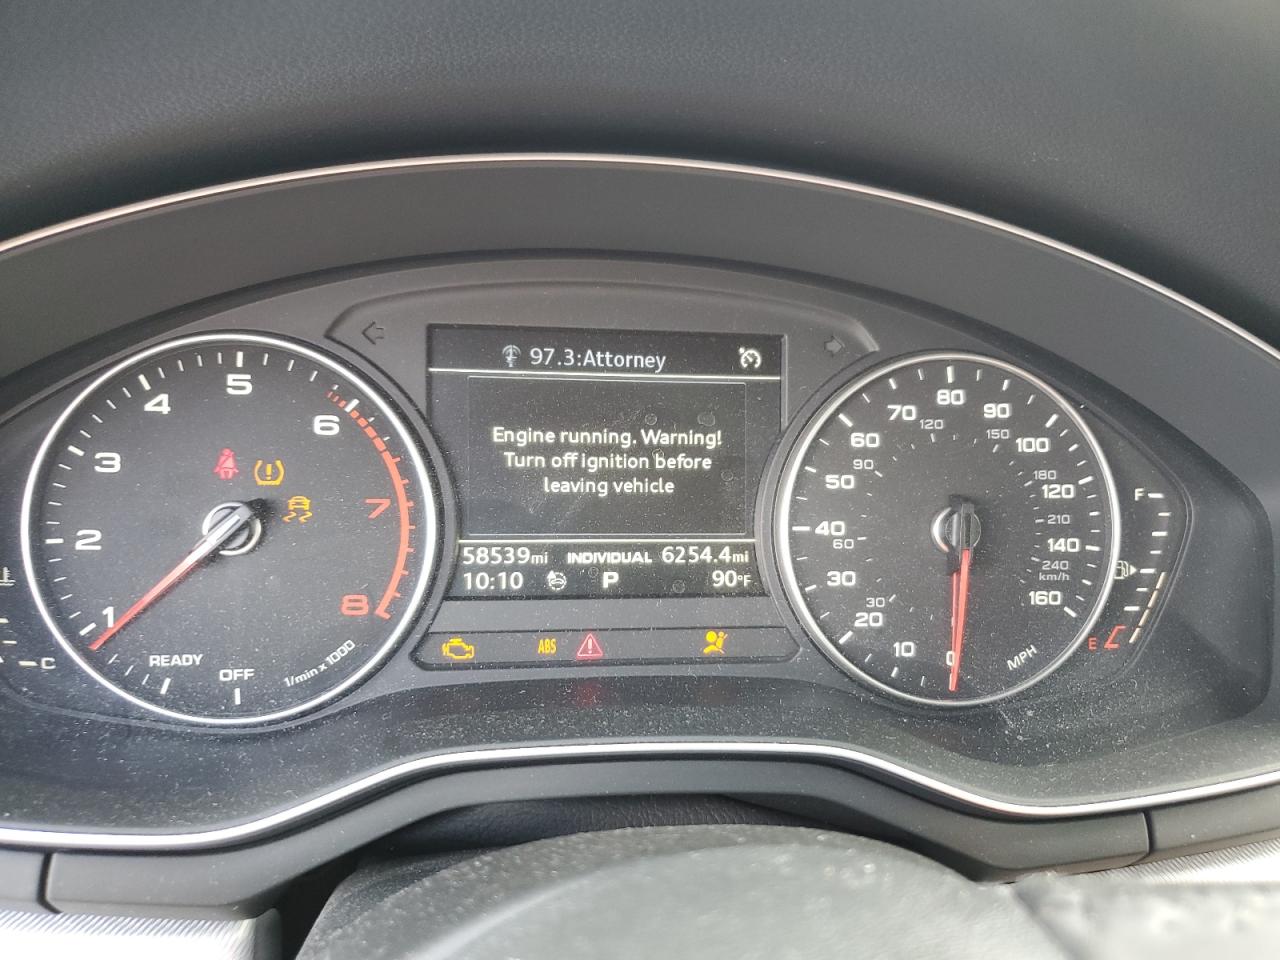 97.3:Attorney
Engine running. Warning!
Turn off ignition before
leaving vehicle
58539mi INDIVIDUAL 6254.4mi
10:10 P 90°F
ABS
1
2
3
4
5
6
7
8
READY
OFF
1/min x 1000
C
0
10
20
30
40
50
60
70
80
90
100
120
140
160
MPH
30
60
90
120
150
180
210
240
km/h
F
E